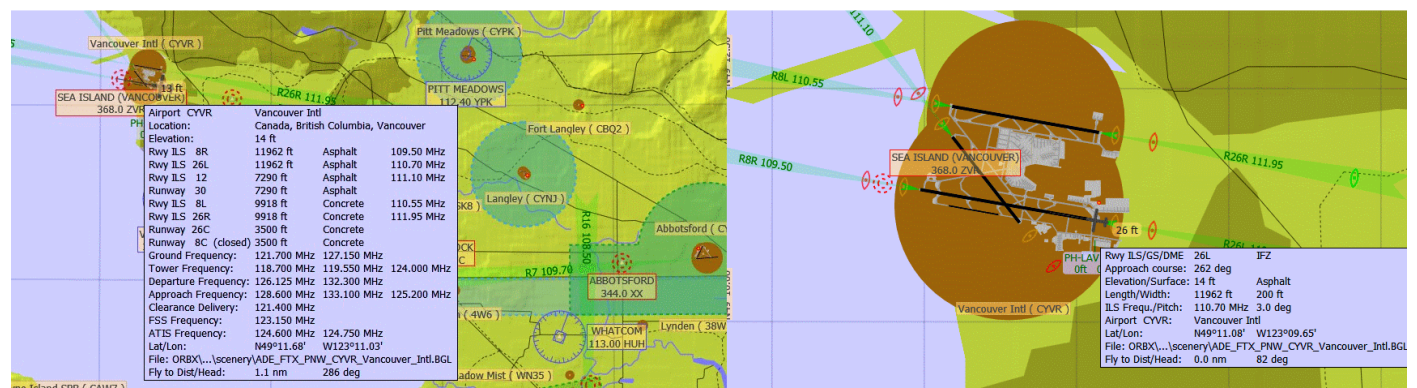 Vancouver Intl ( CYVR )
13 ft
SEA ISLAND (VANCOUVER)
368.0 ZVR
R26R 111.95
Pitt Meadows ( CYPK )
PITT MEADOWS
112.40 YPK
Fort Langley ( CBQ2 )
Langley ( CYNJ )
SK8 )
R16 108.50
Abbotsford ( CY
R7 109.70
ABBOTSFORD
344.0 XX
( 4W6 )
WHATCOM
113.00 HUH
Lynden ( 38W
adow Mist ( WN35 )
Airport CYVR Vancouver Intl
Location: Canada, British Columbia, Vancouver
Elevation: 14 ft
Rwy ILS 8R 11962 ft Asphalt 109.50 MHz
Rwy ILS 26L 11962 ft Asphalt 110.70 MHz
Rwy ILS 12 7290 ft Asphalt 111.10 MHz
Runway 30 7290 ft Asphalt
Rwy ILS 8L 9918 ft Concrete 110.55 MHz
Rwy ILS 26R 9918 ft Concrete 111.95 MHz
Runway 26C 3500 ft Concrete
Runway 8C (closed) 3500 ft Concrete
Ground Frequency: 121.700 MHz 127.150 MHz
Tower Frequency: 118.700 MHz 119.550 MHz 124.000 MHz
Departure Frequency: 126.125 MHz 132.300 MHz
Approach Frequency: 128.600 MHz 133.100 MHz 125.200 MHz
Clearance Delivery: 121.400 MHz
FSS Frequency: 123.150 MHz
ATIS Frequency: 124.600 MHz 124.750 MHz
Lat/Lon: N49°11.68' W123°11.03'
File: ORBX\...\scenery\ADE_FTX_PNW_CYVR_Vancouver_Intl.BGL
Fly to Dist/Head: 1.1 nm 286 deg
111.10
R8L 110.55
R8R 109.50
SEA ISLAND (VANCOUVER)
368.0 ZVR
R26R 111.95
26 ft
R26L
PH-LAV
0ft
Vancouver Intl ( CYVR )
Rwy ILS/GS/DME 26L IFZ
Approach course: 262 deg
Elevation/Surface: 14 ft Asphalt
Length/Width: 11962 ft 200 ft
ILS Frequ./Pitch: 110.70 MHz 3.0 deg
Airport CYVR: Vancouver Intl
Lat/Lon: N49°11.08' W123°09.65'
File: ORBX\...\scenery\ADE_FTX_PNW_CYVR_Vancouver_Intl.BGL
Fly to Dist/Head: 0.0 nm 82 deg